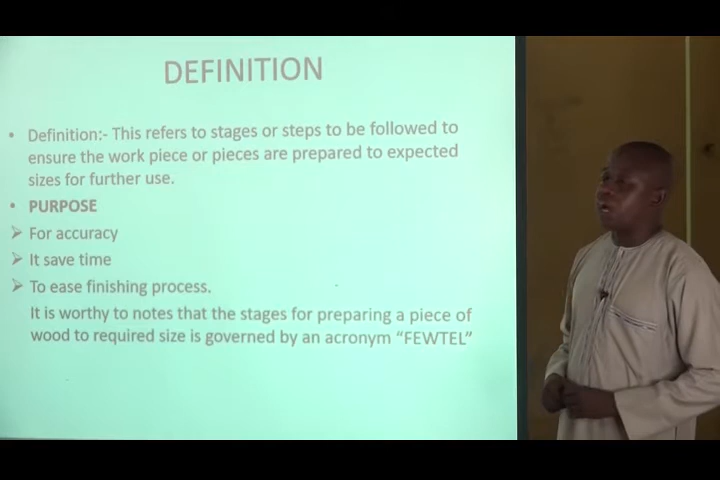 DEFINITION
• Definition:- This refers to stages or steps to be followed to
ensure the work piece or pieces are prepared to expected
sizes for further use.
• PURPOSE
➢ For accuracy
➢ It save time
➢ To ease finishing process.
It is worthy to notes that the stages for preparing a piece of
wood to required size is governed by an acronym “FEWTEL”